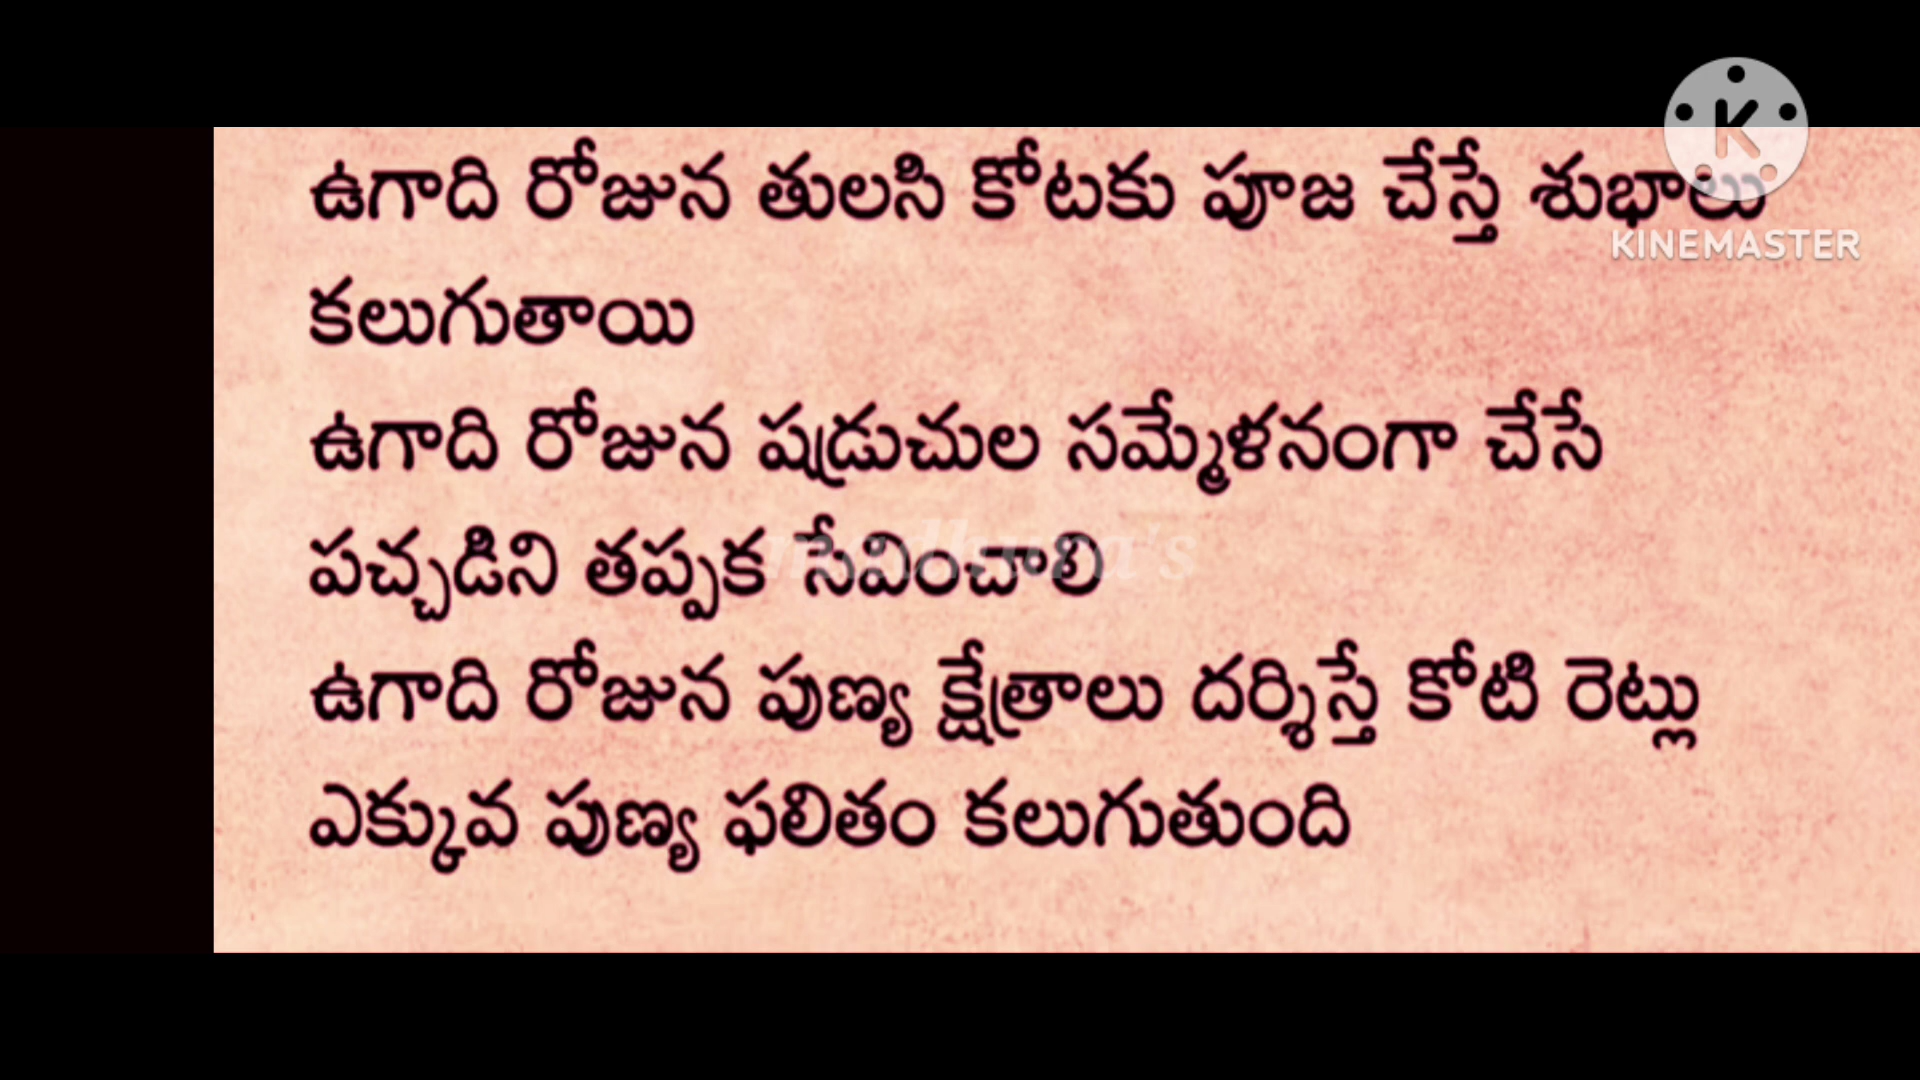 ఉగాది రోజున తులసి కోటకు పూజ చేస్తే శుభాలు
KINEMASTER
కలుగుతాయి
ఉగాది రోజున షడ్రుచుల సమ్మేళనంగా చేసే
పచ్చడిని తప్పక సేవించాలి
ఉగాది రోజున పుణ్య క్షేత్రాలు దర్శిస్తే కోటి రెట్లు
ఎక్కువ పుణ్య ఫలితం కలుగుతుంది